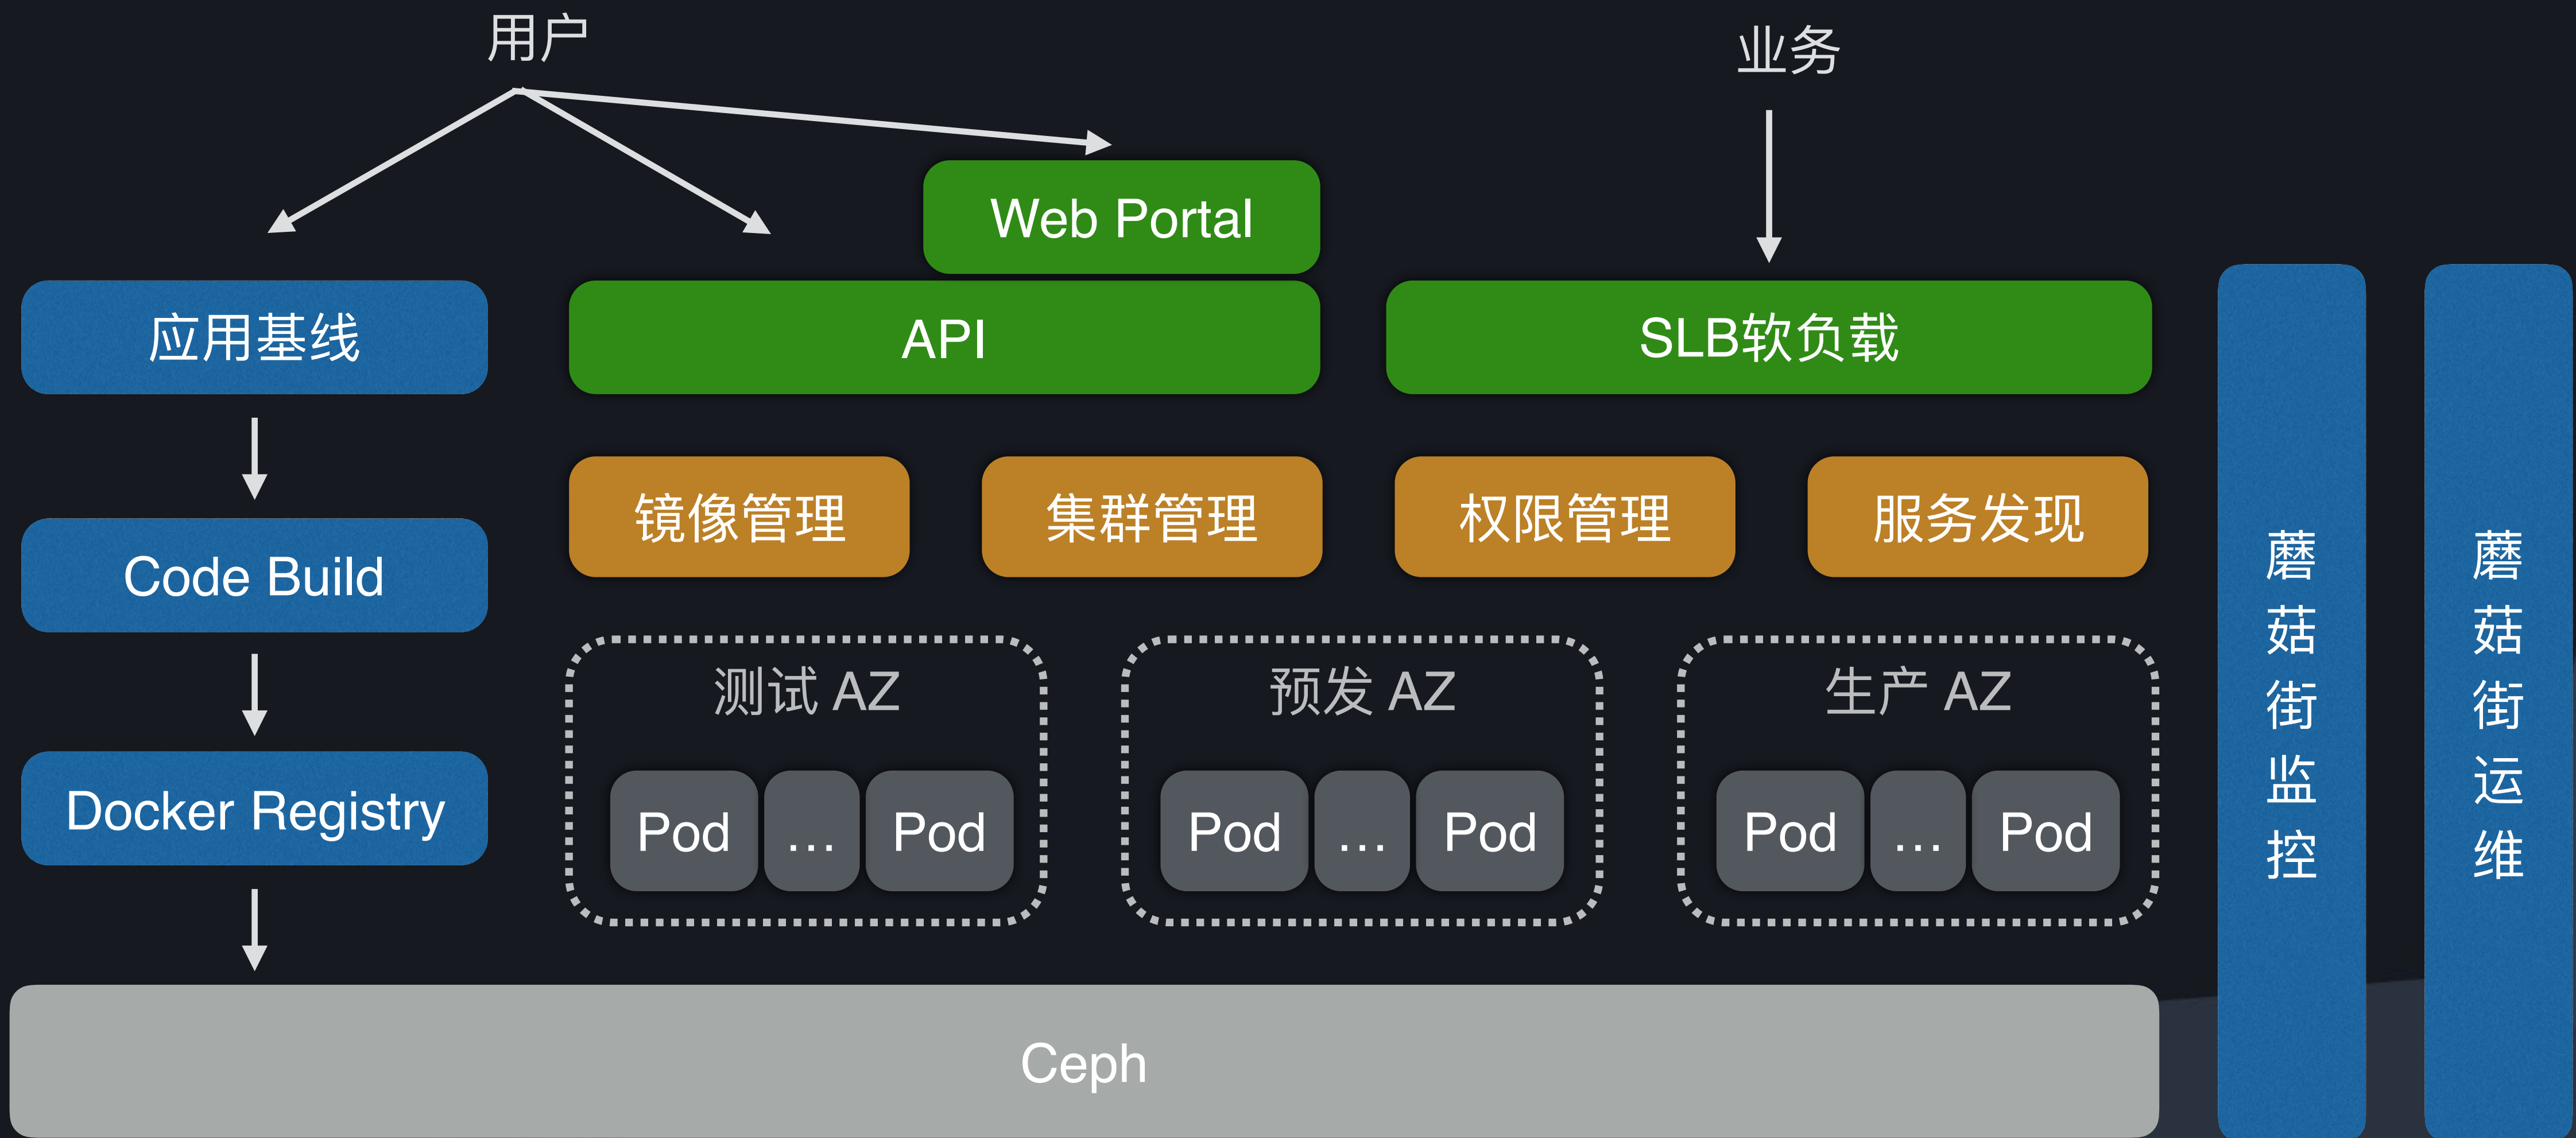 用户
业务
Web Portal
应用基线
API
SLB软负载
镜像管理
集群管理
权限管理
服务发现
Code Build
测试 AZ
预发 AZ
生产 AZ
Docker Registry
Pod
...
Pod
Pod
...
Pod
Pod
...
Pod
Ceph
蘑菇街监控
蘑菇街运维